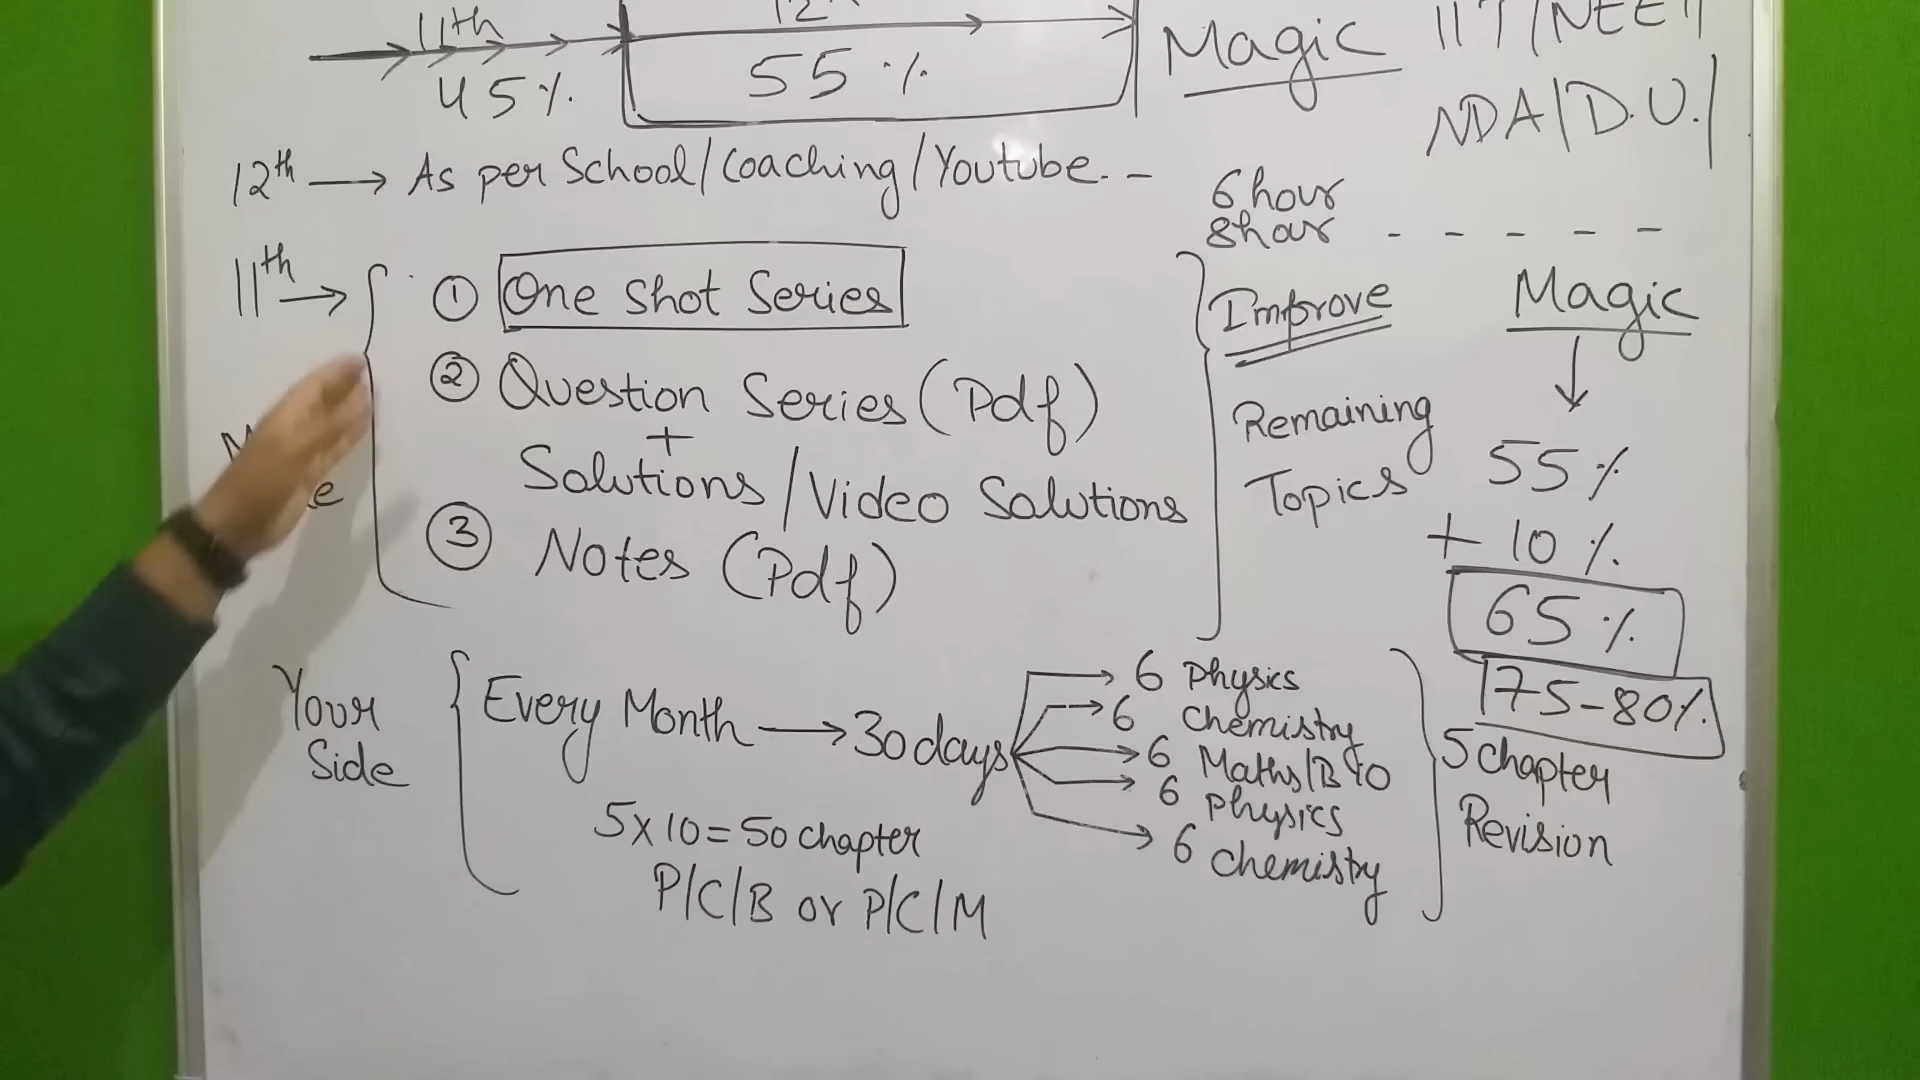 11th
45%
12
55%
Magic
IIT/NEET
NDA/D.U./
12th → As per School/Coaching/Youtube. -
6 hour
8 hour - - - - -
11th →
① One Shot Series
② Question Series (Pdf)
+
Solutions / Video Solutions
③ Notes (Pdf)
Improve
Remaining
Topics
Magic
↓
55%
+ 10%
65%
75-80%
Your
Side
Every Month → 30 days
→ 6 Physics
→ 6 Chemistry
→ 6 Maths/Bio
→ 6 Physics
→ 6 Chemistry
5 chapter
Revision
5x10=50 chapter
P/C/B or P/C/M